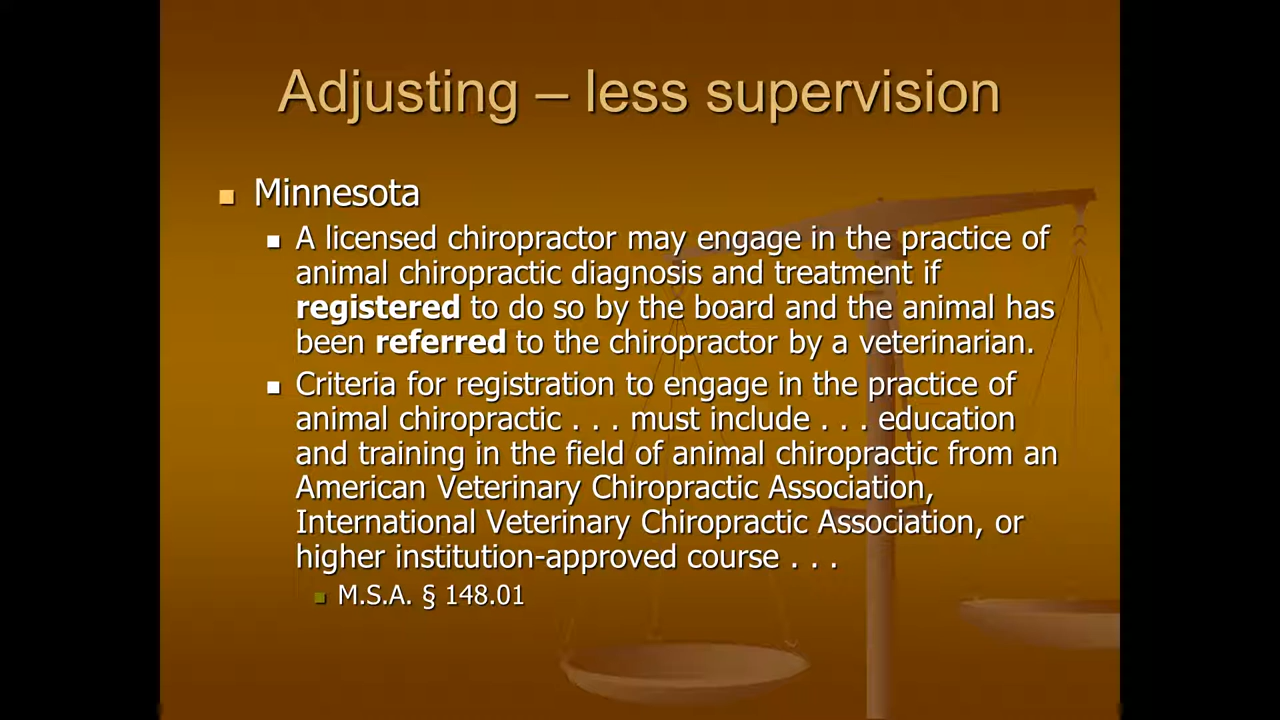 Adjusting – less supervision
Minnesota
A licensed chiropractor may engage in the practice of
animal chiropractic diagnosis and treatment if
registered to do so by the board and the animal has
been referred to the chiropractor by a veterinarian.
Criteria for registration to engage in the practice of
animal chiropractic . . . must include . . . education
and training in the field of animal chiropractic from an
American Veterinary Chiropractic Association,
International Veterinary Chiropractic Association, or
higher institution-approved course . . .
M.S.A. § 148.01